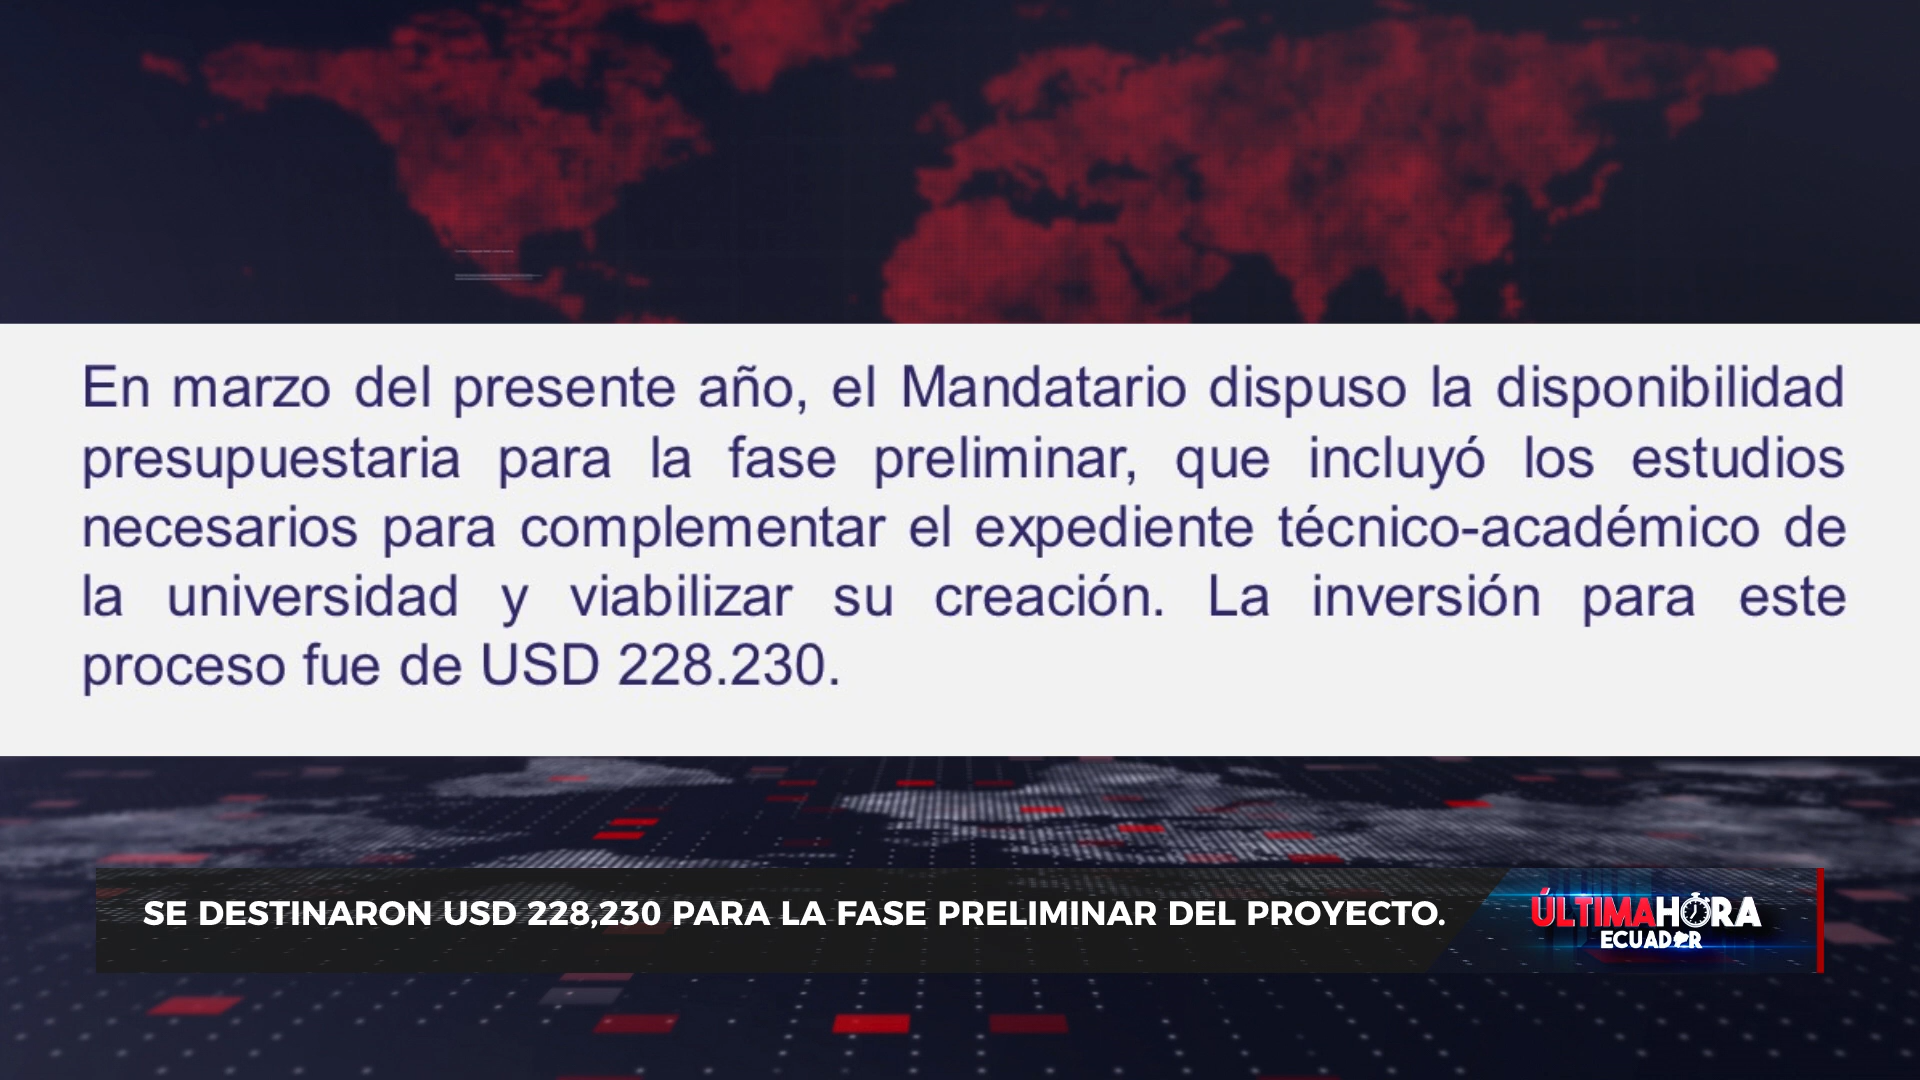 En marzo del presente año, el Mandatario dispuso la disponibilidad
presupuestaria para la fase preliminar, que incluyó los estudios
necesarios para complementar el expediente técnico-académico de
la universidad y viabilizar su creación. La inversión para este
proceso fue de USD 228.230.
SE DESTINARON USD 228,230 PARA LA FASE PRELIMINAR DEL PROYECTO.
ÚLTIMAHORA
ECUADOR